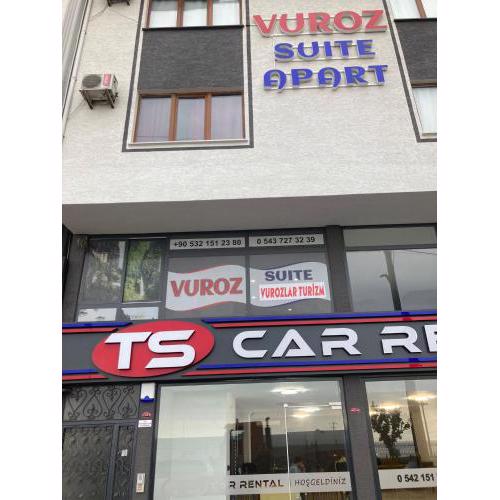 VUROZ
SUITE
APART
+90 532 151 23 80
0 543 727 32 39
VUROZ
SUITE
VUROZLAR TURİZM
TS CAR RE
R RENTAL
HOŞGELDİNİZ
0 542 151